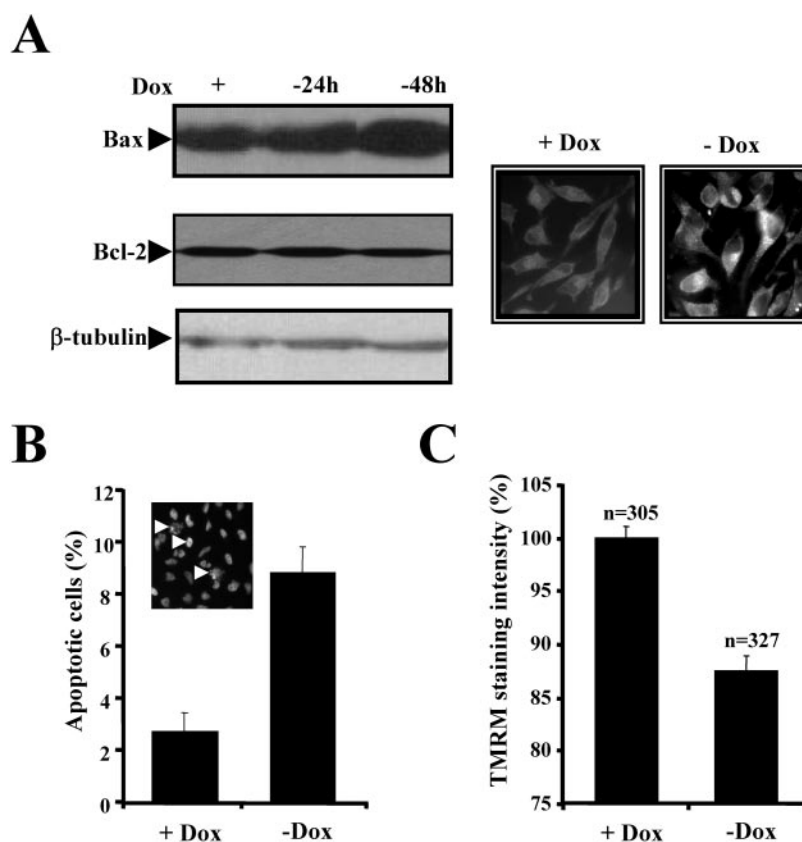 A
Dox + -24h -48h
Bax
Bcl-2
β-tubulin
+ Dox - Dox
B
Apoptotic cells (%)
12
10
8
6
4
2
0
+ Dox -Dox
C
TMRM staining intensity (%)
105
100
95
90
85
80
75
n=305
n=327
+ Dox -Dox